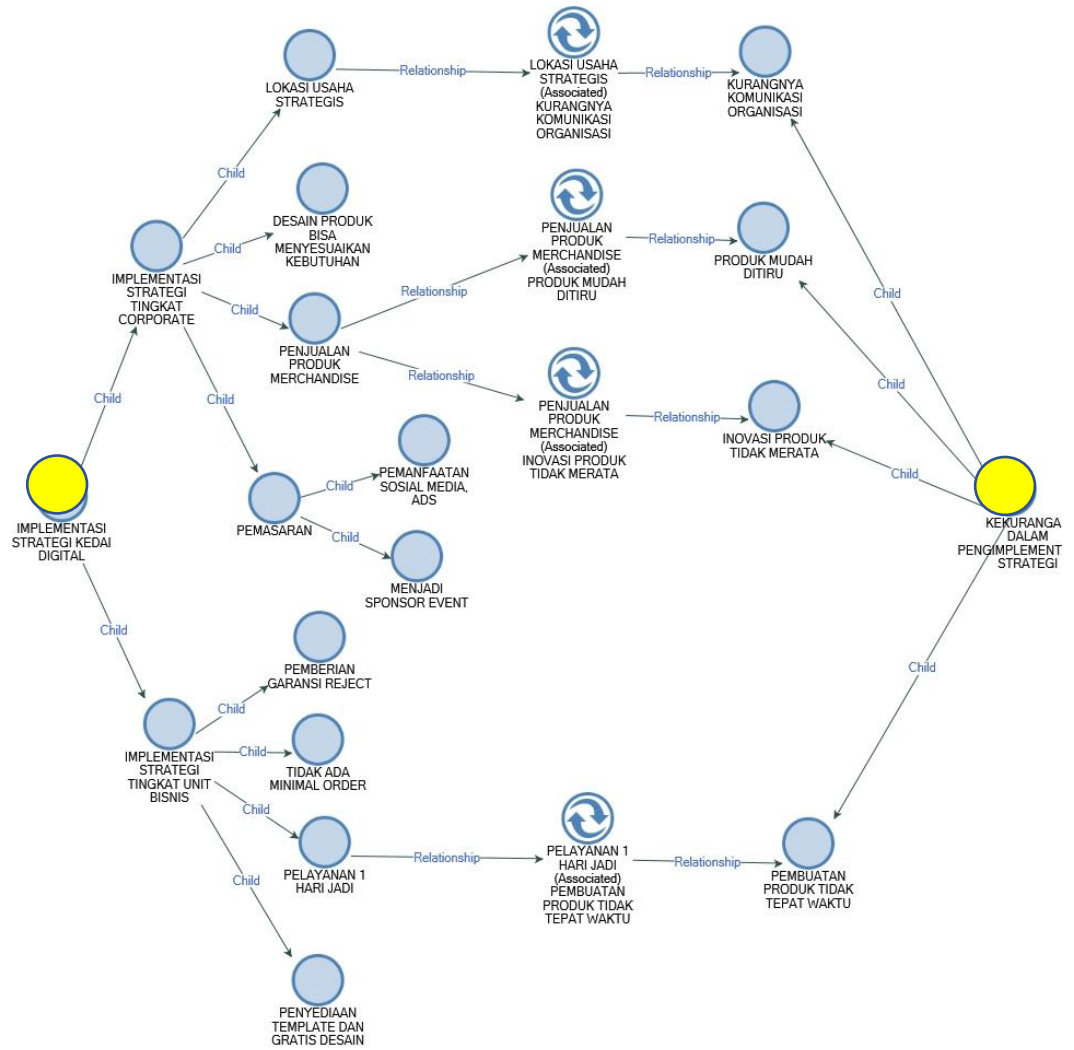 LOKASI USAHA
STRATEGIS
Relationship
LOKASI USAHA
STRATEGIS
(Associated)
KURANGNYA
KOMUNIKASI
ORGANISASI
Relationship
KURANGNYA
KOMUNIKASI
ORGANISASI
Child
DESAIN PRODUK
BISA
MENYESUAIKAN
KEBUTUHAN
Child
IMPLEMENTASI
STRATEGI
TINGKAT
CORPORATE
Child
PENJUALAN
PRODUK
MERCHANDISE
Relationship
PENJUALAN
PRODUK
MERCHANDISE
(Associated)
PRODUK MUDAH
DITIRU
Relationship
PRODUK MUDAH
DITIRU
Child
Relationship
PENJUALAN
PRODUK
MERCHANDISE
(Associated)
INOVASI PRODUK
TIDAK MERATA
Relationship
INOVASI PRODUK
TIDAK MERATA
Child
Child
Child
Child
PEMASARAN
Child
PEMANFAATAN
SOSIAL MEDIA,
ADS
Child
MENJADI
SPONSOR EVENT
IMPLEMENTASI
STRATEGI KEDAI
DIGITAL
KEKURANGA
DALAM
PENGIMPLEMENT
STRATEGI
Child
PEMBERIAN
GARANSI REJECT
Child
Child
IMPLEMENTASI
STRATEGI
TINGKAT UNIT
BISNIS
Child
TIDAK ADA
MINIMAL ORDER
Child
PELAYANAN 1
HARI JADI
Relationship
PELAYANAN 1
HARI JADI
(Associated)
PEMBUATAN
PRODUK TIDAK
TEPAT WAKTU
Relationship
PEMBUATAN
PRODUK TIDAK
TEPAT WAKTU
Child
PENYEDIAAN
TEMPLATE DAN
GRATIS DESAIN